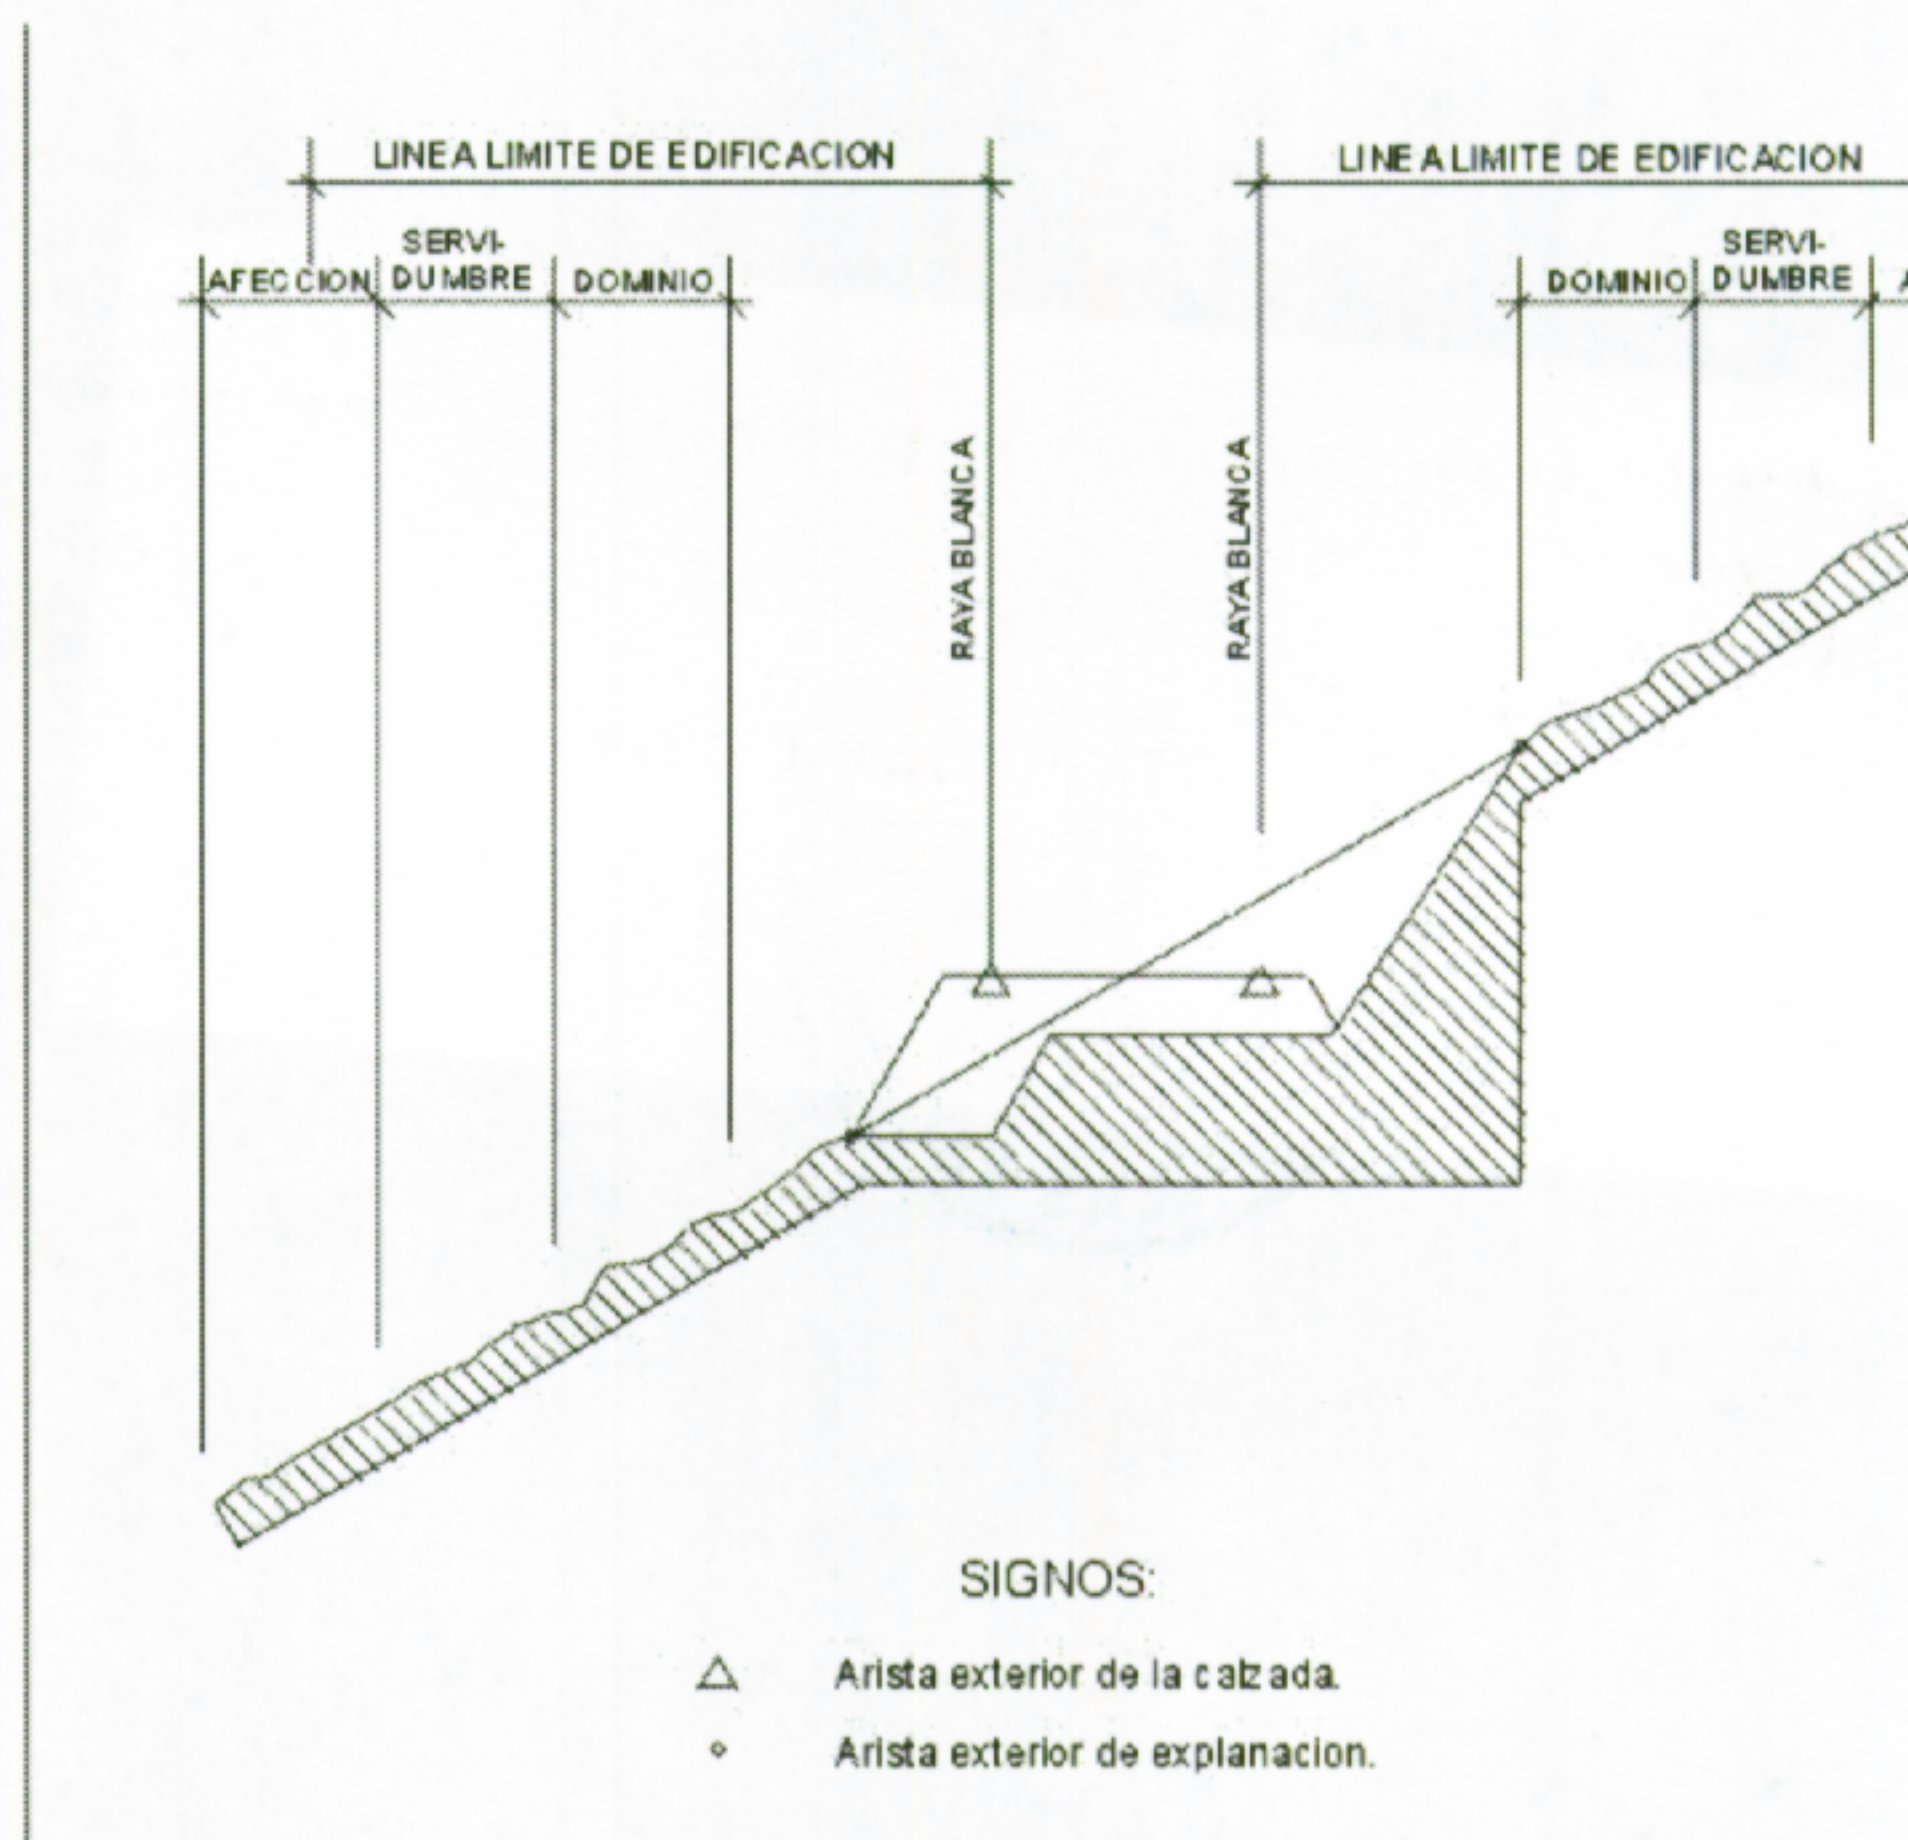 LINEA LIMITE DE EDIFICACION
LINEA LIMITE DE EDIFICACION
AFECCION
SERVI-
DUMBRE
DOMINIO
DOMINIO
SERVI-
DUMBRE
A
RAYA BLANCA
RAYA BLANCA
SIGNOS:
Arista exterior de la calzada.
Arista exterior de explanacion.